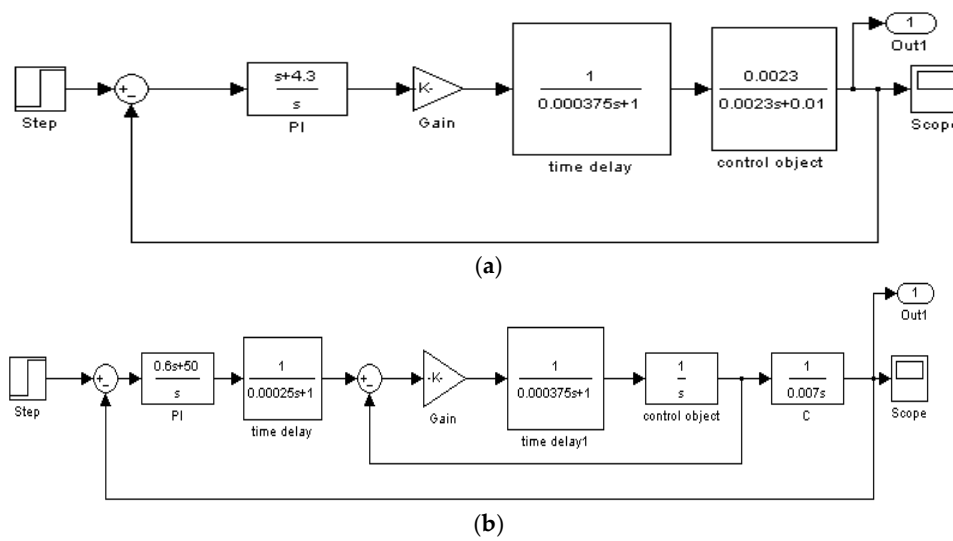 1
Out1
+
-
s+4.3
s
1
0.000375s+1
0.0023
0.0023s+0.01
-K-
Step
PI
Gain
time delay
control object
Scope
(a)
1
Out1
+
-
0.6s+50
s
1
0.00025s+1
+
-
-K-
1
0.000375s+1
1
s
1
0.007s
Step
PI
time delay
Gain
time delay1
control object
C
Scope
(b)